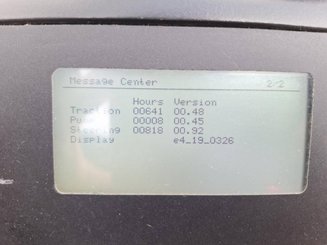 Message Center 2/2
Hours Version
Traction 00641 00.48
Pump 00008 00.45
Steering 00818 00.92
Display e4_19_0326